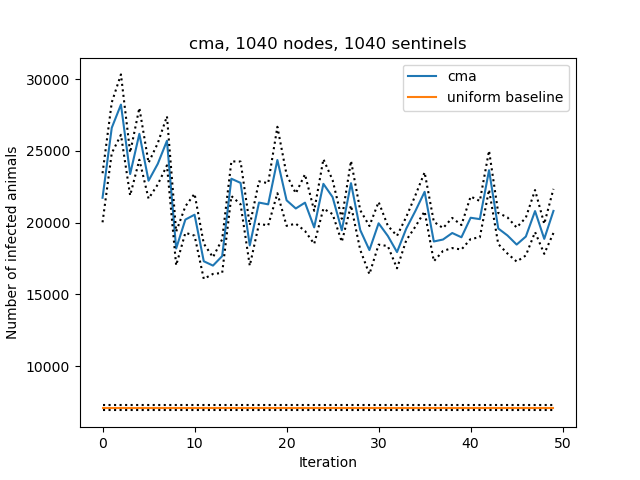 cma, 1040 nodes, 1040 sentinels
cma
uniform baseline
Number of infected animals
30000
25000
20000
15000
10000
0
10
20
30
40
50
Iteration